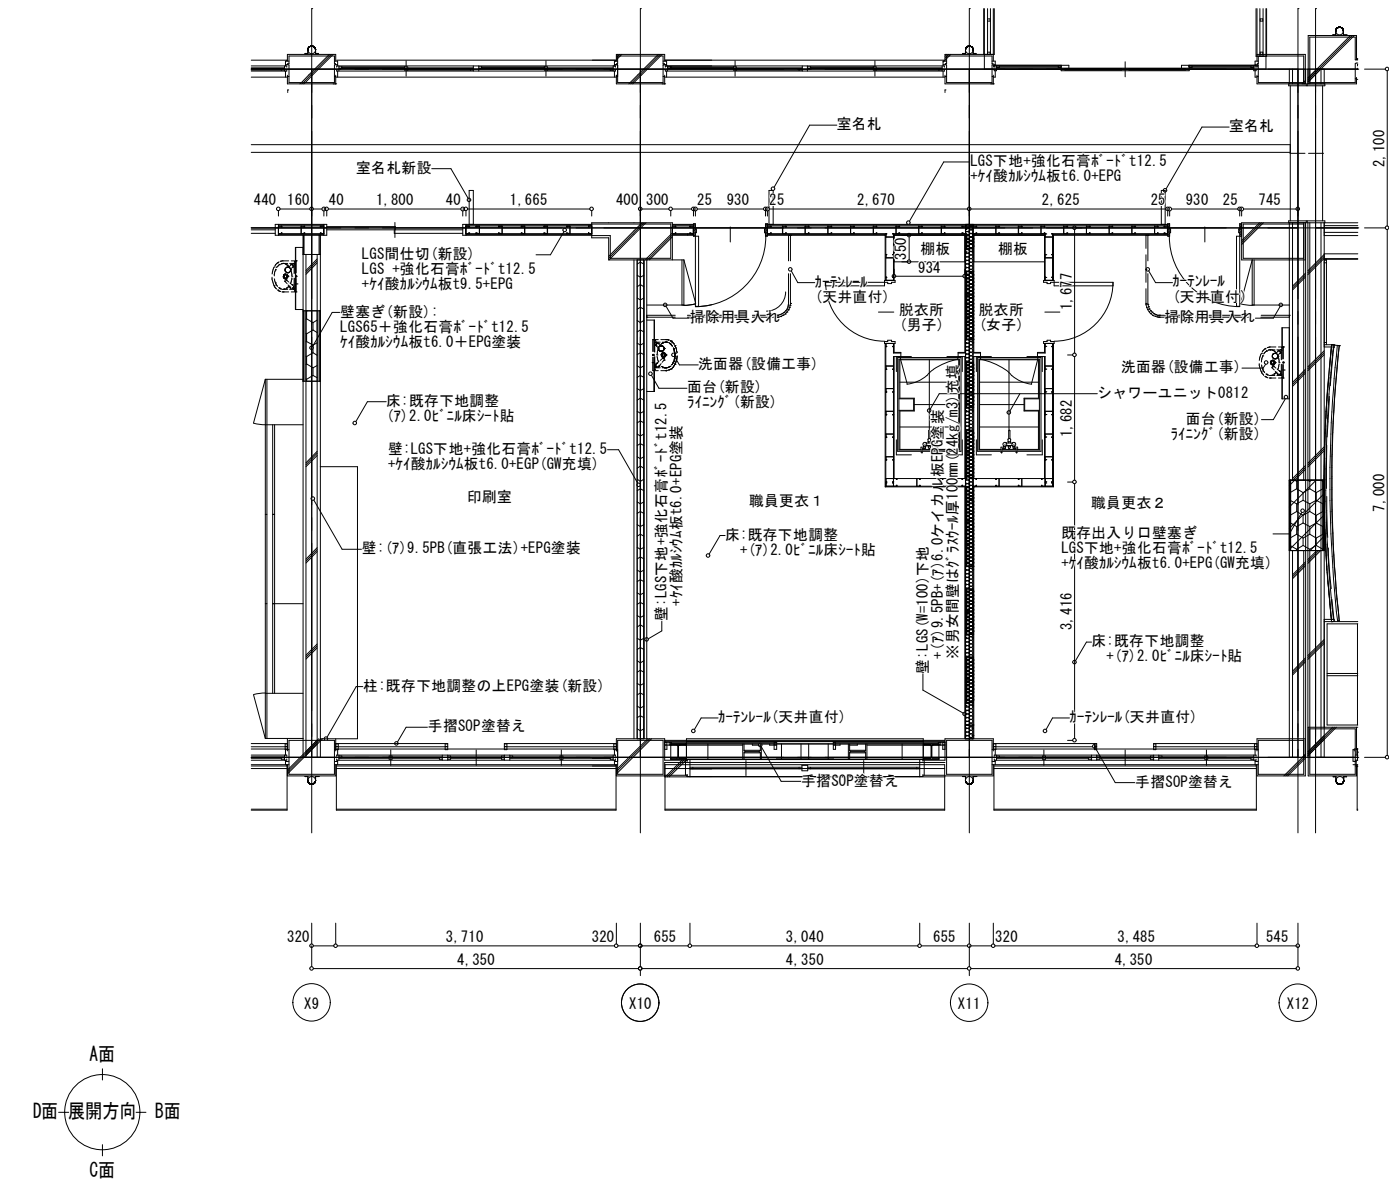 室名札
室名札
2,100
室名札新設
LGS下地+強化石膏ﾎﾞｰﾄﾞt12.5
+ｹｲ酸ｶﾙｼｳﾑ板t6.0+EPG
440 160 40 1,800 40 1,665 400 300 25 930 25 2,670 2,625 25 930 25 745
LGS間仕切(新設)
LGS +強化石膏ﾎﾞｰﾄﾞt12.5
+ｹｲ酸ｶﾙｼｳﾑ板t9.5+EPG
350
棚板
棚板
934
ｶｰﾃﾝﾚｰﾙ
(天井直付)
1,677
ｶｰﾃﾝﾚｰﾙ
(天井直付)
壁塞ぎ(新設):
LGS65＋強化石膏ﾎﾞｰﾄﾞt12.5
ｹｲ酸ｶﾙｼｳﾑ板t6.0＋EPG塗装
掃除用具入れ
脱衣所
(男子)
脱衣所
(女子)
掃除用具入れ
洗面器(設備工事)
洗面器(設備工事)
面台(新設)
ﾗｲﾆﾝｸﾞ(新設)
シャワーユニット0812
面台(新設)
ﾗｲﾆﾝｸﾞ(新設)
床:既存下地調整
(ｱ)2.0ﾋﾞﾆﾙ床ｼｰﾄ貼
1,682
壁:LGS下地+強化石膏ﾎﾞｰﾄﾞt12.5
+ｹｲ酸ｶﾙｼｳﾑ板t6.0+EGP(GW充填)
壁:LGS下地+強化石膏ﾎﾞｰﾄﾞt12.5
+ｹｲ酸ｶﾙｼｳﾑ板t6.0+EPG塗装
印刷室
職員更衣１
職員更衣２
7,000
床:既存下地調整
+(ｱ)2.0ﾋﾞﾆﾙ床ｼｰﾄ貼
既存出入り口壁塞ぎ
LGS下地+強化石膏ﾎﾞｰﾄﾞt12.5
+ｹｲ酸ｶﾙｼｳﾑ板t6.0+EPG(GW充填)
壁:(ｱ)9.5PB(直張工法)+EPG塗装
壁:LGS(W=100)下地
+(ｱ)9.5PB+(ｱ)6.0ケイカル板EPG塗装
※男女間壁はｸﾞﾗｽｳｰﾙ厚100mm(24kg/m3)充填
3,416
床:既存下地調整
+(ｱ)2.0ﾋﾞﾆﾙ床ｼｰﾄ貼
柱:既存下地調整の上EPG塗装(新設)
手摺SOP塗替え
ｶｰﾃﾝﾚｰﾙ(天井直付)
ｶｰﾃﾝﾚｰﾙ(天井直付)
手摺SOP塗替え
手摺SOP塗替え
320 3,710 320 655 3,040 655 320 3,485 545
4,350 4,350 4,350
X9 X10 X11 X12
A面
D面 展開方向 B面
C面